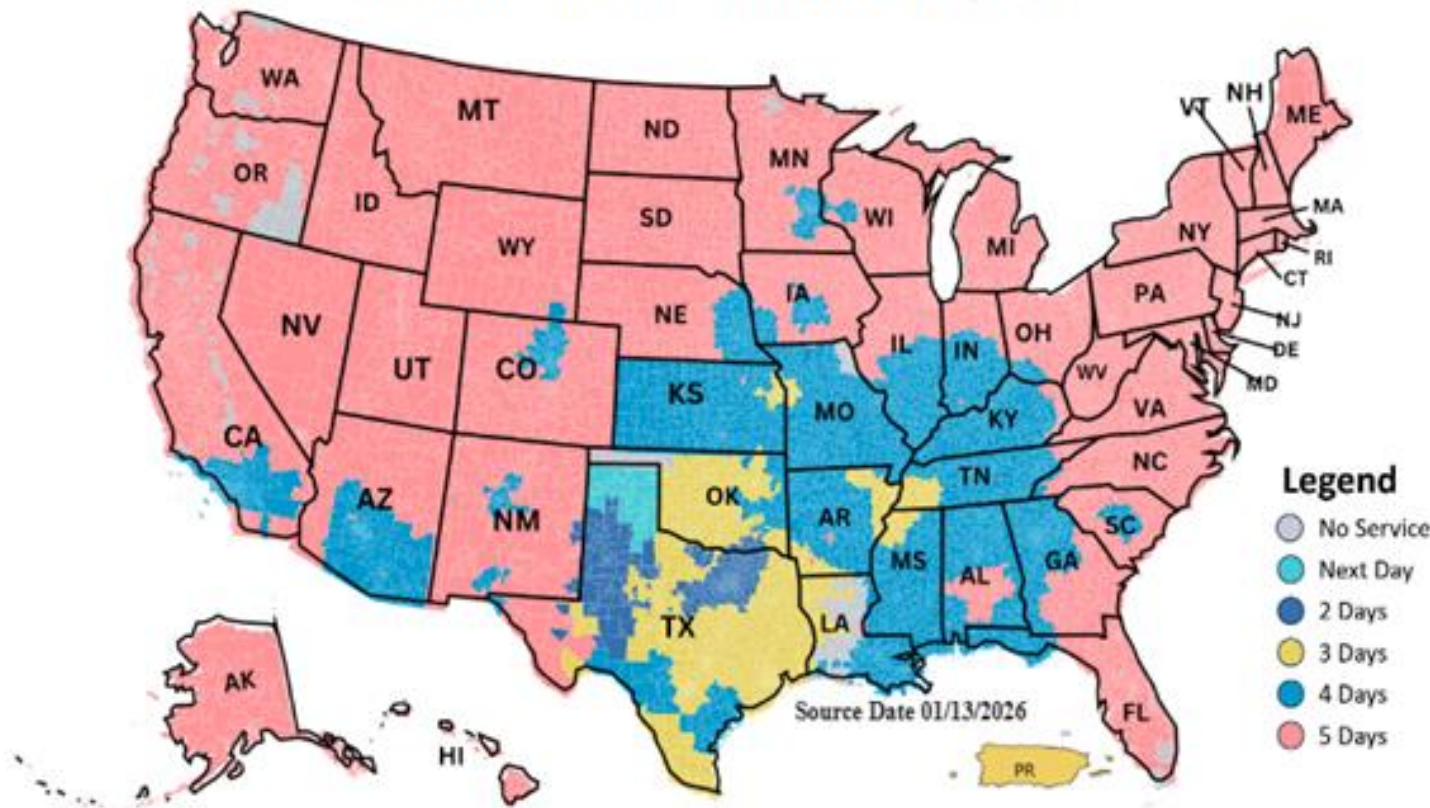 WA
MT
ND
MN
VT
NH
ME
OR
ID
SD
WI
MA
WY
MI
NY
RI
CT
NE
IA
PA
NJ
NV
IL
IN
OH
DE
UT
CO
WV
MD
KS
MO
KY
VA
CA
TN
NC
AZ
NM
OK
AR
SC
MS
AL
GA
TX
LA
FL
AK
HI
PR
Source Date 01/13/2026
Legend
No Service
Next Day
2 Days
3 Days
4 Days
5 Days